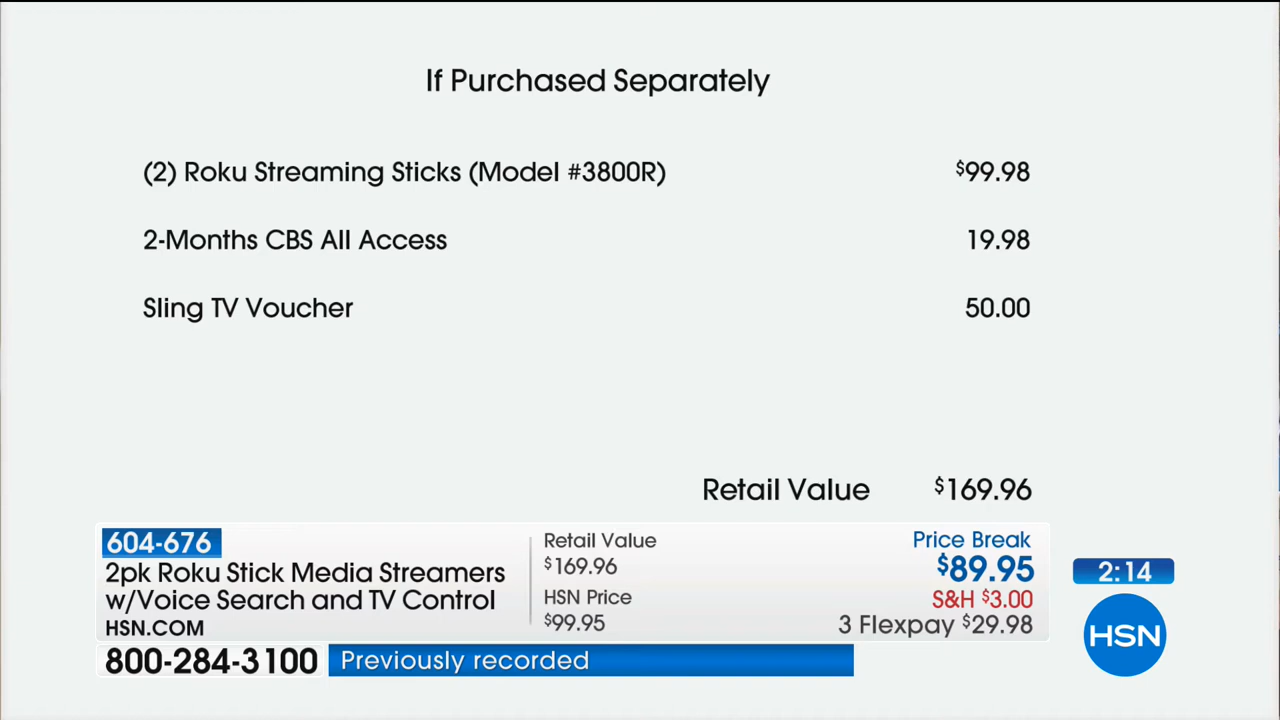 If Purchased Separately
(2) Roku Streaming Sticks (Model #3800R) $99.98
2-Months CBS All Access 19.98
Sling TV Voucher 50.00
Retail Value $169.96
604-676
2pk Roku Stick Media Streamers
w/Voice Search and TV Control
HSN.COM
Retail Value
$169.96
HSN Price
$99.95
Price Break
$89.95
S&H $3.00
3 Flexpay $29.98
2:14
HSN
800-284-3100
Previously recorded